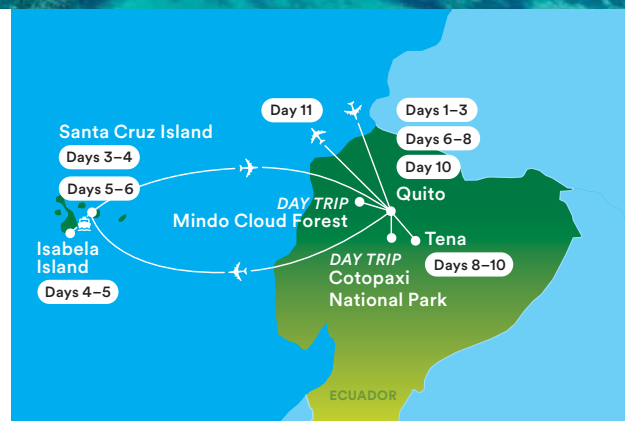 Day 11
Days 1–3
Days 6–8
Day 10
Quito
Santa Cruz Island
Days 3–4
Days 5–6
DAY TRIP
Mindo Cloud Forest
Isabela
Island
Days 4–5
Tena
Days 8–10
DAY TRIP
Cotopaxi
National Park
ECUADOR